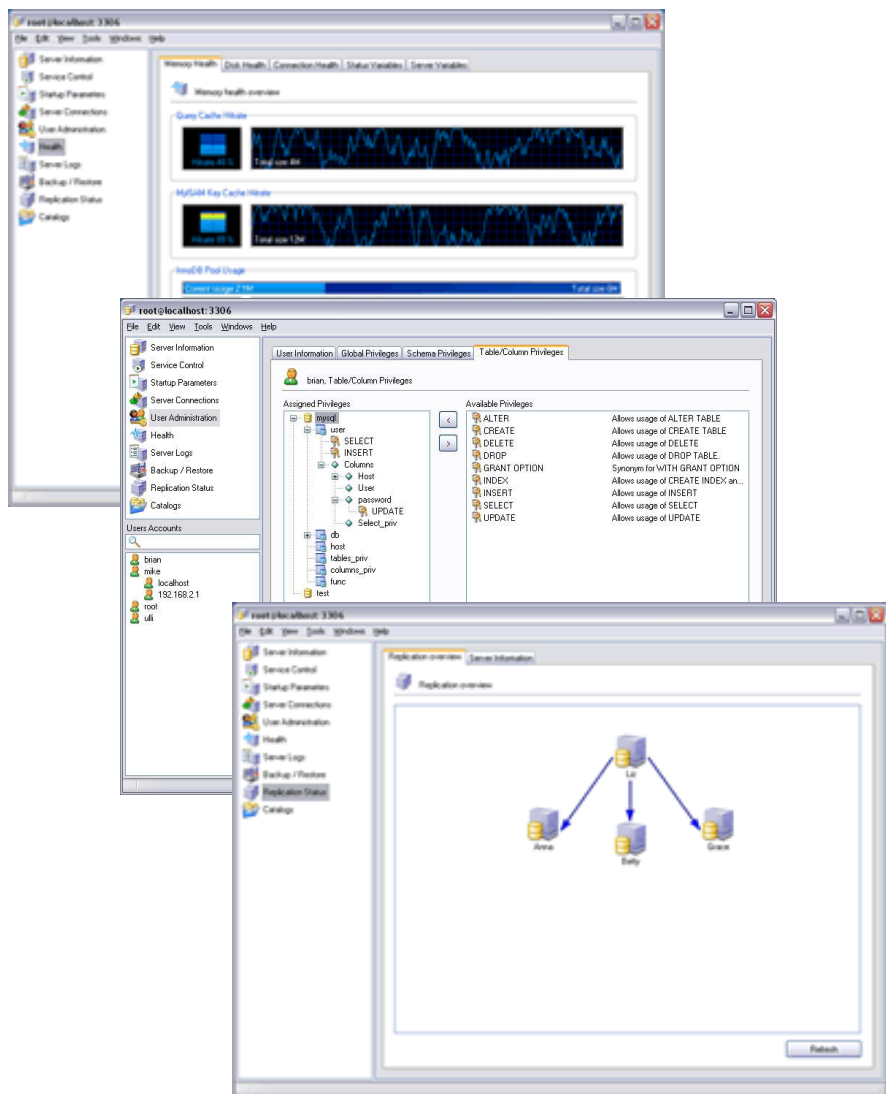 root@localhost: 3306
File Edit View Tools Windows Help
Server Information
Service Control
Startup Parameters
Server Connections
User Administration
Health
Server Logs
Backup / Restore
Replication Status
Catalogs
Memory Health Disk Health Connection Health Status Variables Server Variables
Memory health overview
Query Cache Hitrate
Total size 4M
MyISAM Key Cache Hitrate
Total size 12M
InnoDB Pool Usage
Current usage 2.1M
root@localhost: 3306
File Edit View Tools Windows Help
Server Information
Service Control
Startup Parameters
Server Connections
User Administration
Health
Server Logs
Backup / Restore
Replication Status
Catalogs
Users Accounts
brian
mike
localhost
192.168.2.1
root
ulli
User Information Global Privileges Schema Privileges Table/Column Privileges
brian, Table/Column Privileges
Assigned Privileges
mysql
user
SELECT
INSERT
Columns
Host
User
password
UPDATE
Select_priv
db
host
tables_priv
columns_priv
func
test
<
>
Available Privileges
ALTER Allows usage of ALTER TABLE
CREATE Allows usage of CREATE TABLE
DELETE Allows usage of DELETE
DROP Allows usage of DROP TABLE.
GRANT OPTION Synonym for WITH GRANT OPTION
INDEX Allows usage of CREATE INDEX an...
INSERT Allows usage of INSERT
SELECT Allows usage of SELECT
UPDATE Allows usage of UPDATE
root@localhost: 3306
File Edit View Tools Windows Help
Server Information
Service Control
Startup Parameters
Server Connections
User Administration
Health
Server Logs
Backup / Restore
Replication Status
Catalogs
Replication overview Server Information
Replication overview
Anna
Betty
Grace
Refresh